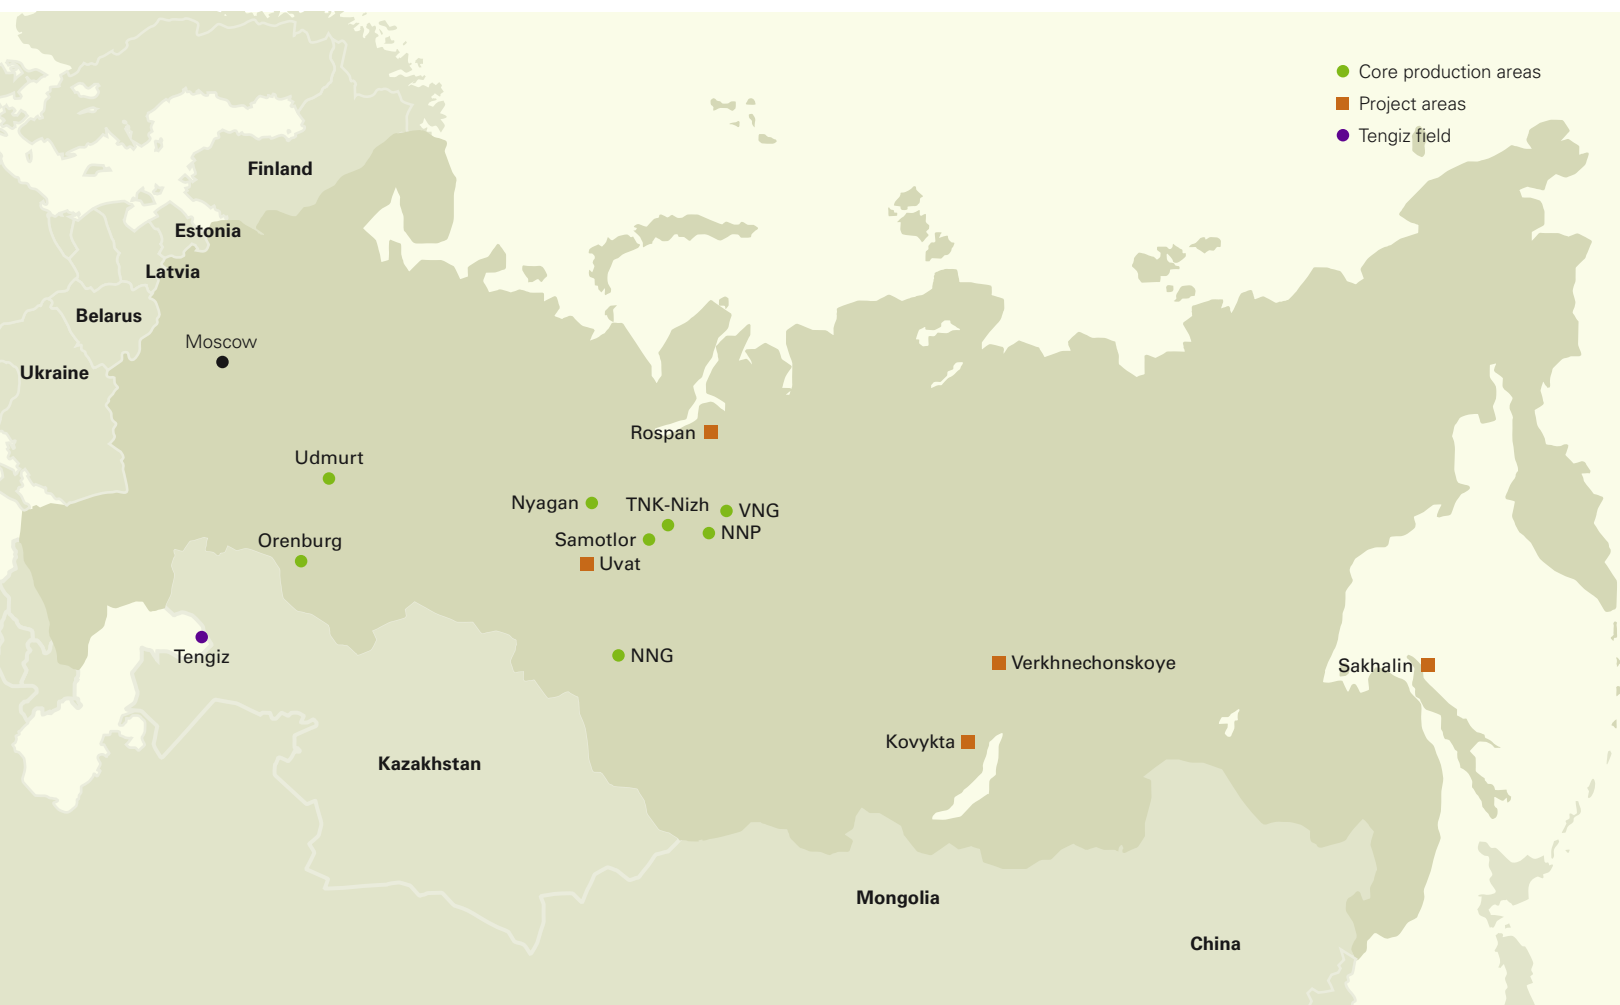 Core production areas
Project areas
Tengiz field
Finland
Estonia
Latvia
Belarus
Moscow
Ukraine
Rospan
Udmurt
Nyagan
TNK-Nizh
VNG
NNP
Samotlor
Orenburg
Uvat
Tengiz
NNG
Verkhnechonskoye
Sakhalin
Kovykta
Kazakhstan
Mongolia
China